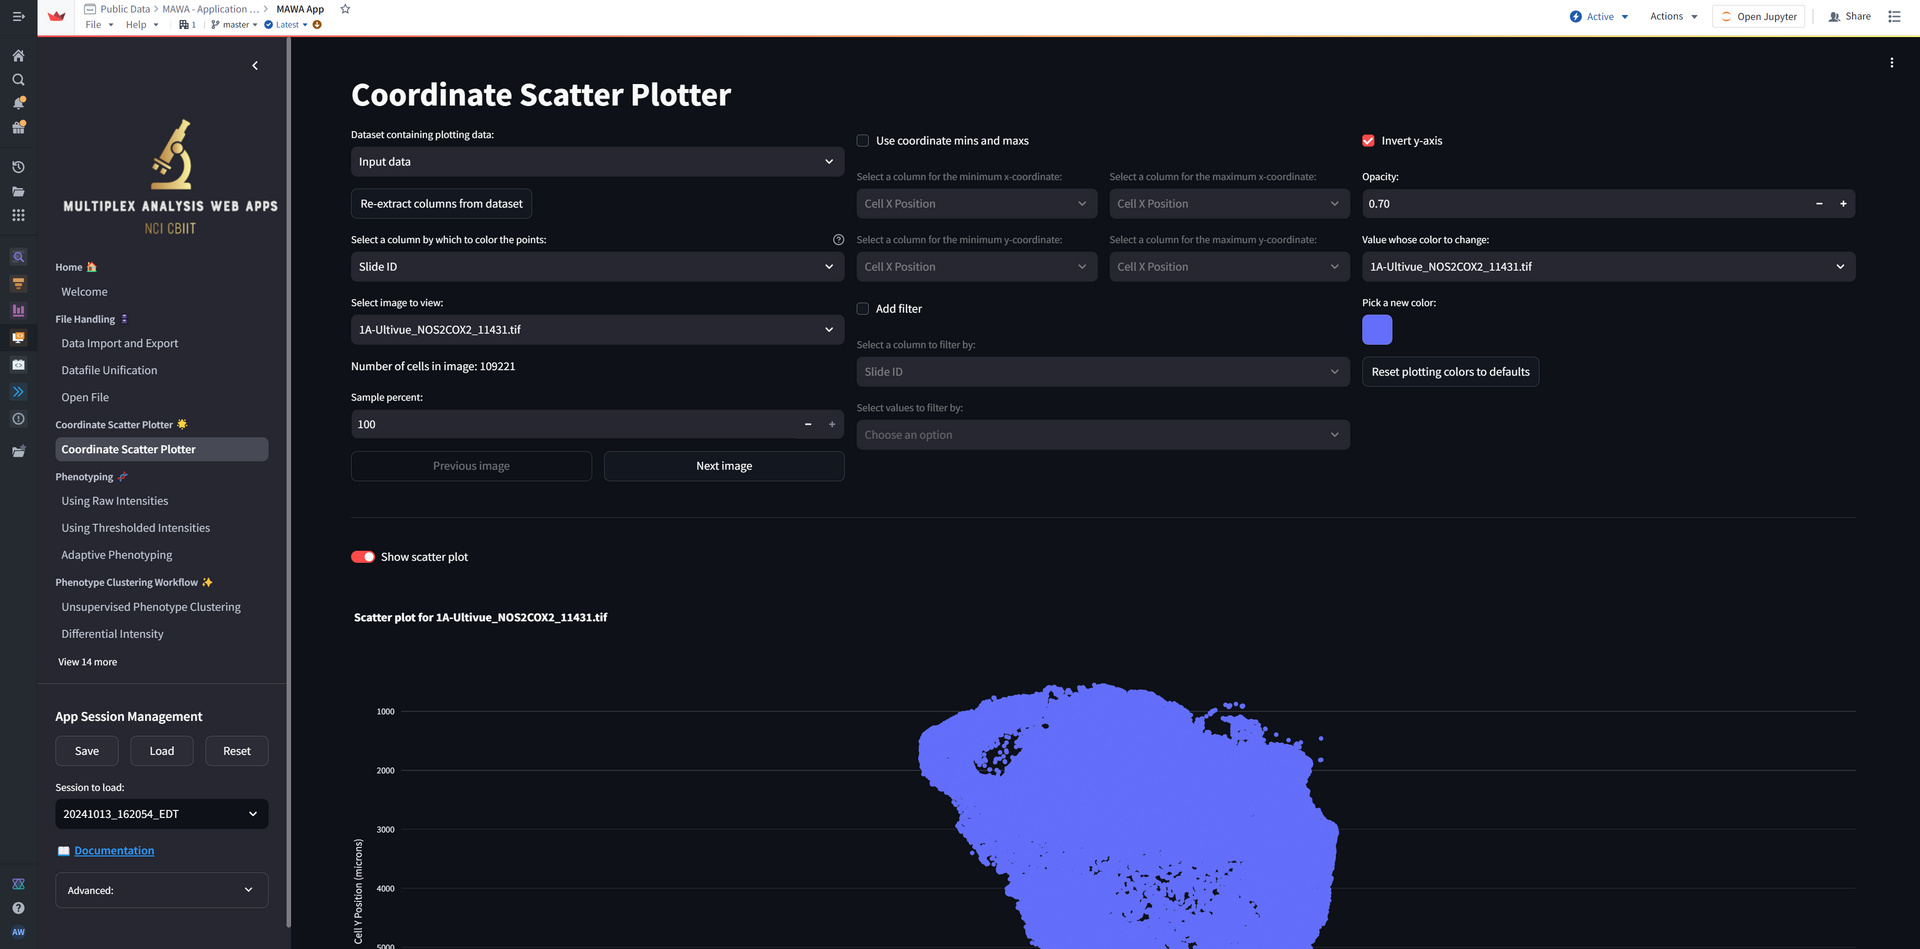 Public Data > MAWA - Application ... > MAWA App
File Help 1 master Latest
Active
Actions
Open Jupyter
Share
MULTIPLEX ANALYSIS WEB APPS
NCI CBIIT
Home
Welcome
File Handling
Data Import and Export
Datafile Unification
Open File
Coordinate Scatter Plotter
Coordinate Scatter Plotter
Phenotyping
Using Raw Intensities
Using Thresholded Intensities
Adaptive Phenotyping
Phenotype Clustering Workflow
Unsupervised Phenotype Clustering
Differential Intensity
View 14 more
App Session Management
Save Load Reset
Session to load:
20241013_162054_EDT
Documentation
Advanced:
AW
Coordinate Scatter Plotter
Dataset containing plotting data:
Input data
Re-extract columns from dataset
Select a column by which to color the points:
Slide ID
Select image to view:
1A-Ultivue_NOS2COX2_11431.tif
Number of cells in image: 109221
Sample percent:
100
Previous image
Next image
Use coordinate mins and maxs
Select a column for the minimum x-coordinate:
Cell X Position
Select a column for the maximum x-coordinate:
Cell X Position
Select a column for the minimum y-coordinate:
Cell X Position
Select a column for the maximum y-coordinate:
Cell X Position
Add filter
Select a column to filter by:
Slide ID
Select values to filter by:
Choose an option
Invert y-axis
Opacity:
0.70
Value whose color to change:
1A-Ultivue_NOS2COX2_11431.tif
Pick a new color:
Reset plotting colors to defaults
Show scatter plot
Scatter plot for 1A-Ultivue_NOS2COX2_11431.tif
1000
2000
3000
4000
5000
Cell Y Position (microns)